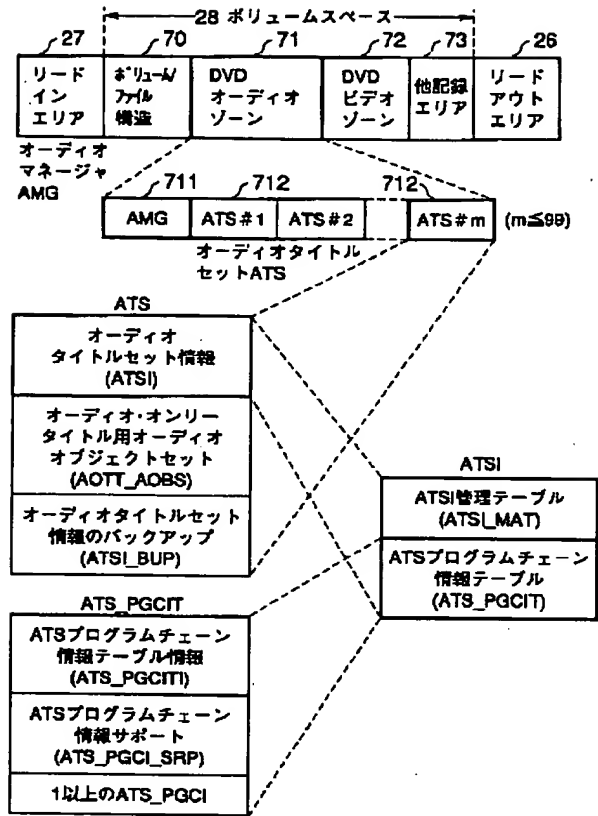 28 ボリュームスペース
27
70
71
72
73
26
リード
イン
エリア
ボリューム/
ファイル
構造
DVD
オーディオ
ゾーン
DVD
ビデオ
ゾーン
他記録
エリア
リード
アウト
エリア
オーディオ
マネージャ
AMG
711
712
712
AMG
ATS#1
ATS#2
ATS#m
(m≦99)
オーディオタイトル
セットATS
ATS
オーディオ
タイトルセット情報
(ATSI)
オーディオ・オンリー
タイトル用オーディオ
オブジェクトセット
(AOTT_AOBS)
オーディオタイトルセット
情報のバックアップ
(ATSI_BUP)
ATSI
ATSI管理テーブル
(ATSI_MAT)
ATSプログラムチェーン
情報テーブル
(ATS_PGCIT)
ATS_PGCIT
ATSプログラムチェーン
情報テーブル情報
(ATS_PGCITI)
ATSプログラムチェーン
情報サポート
(ATS_PGCI_SRP)
1以上のATS_PGCI